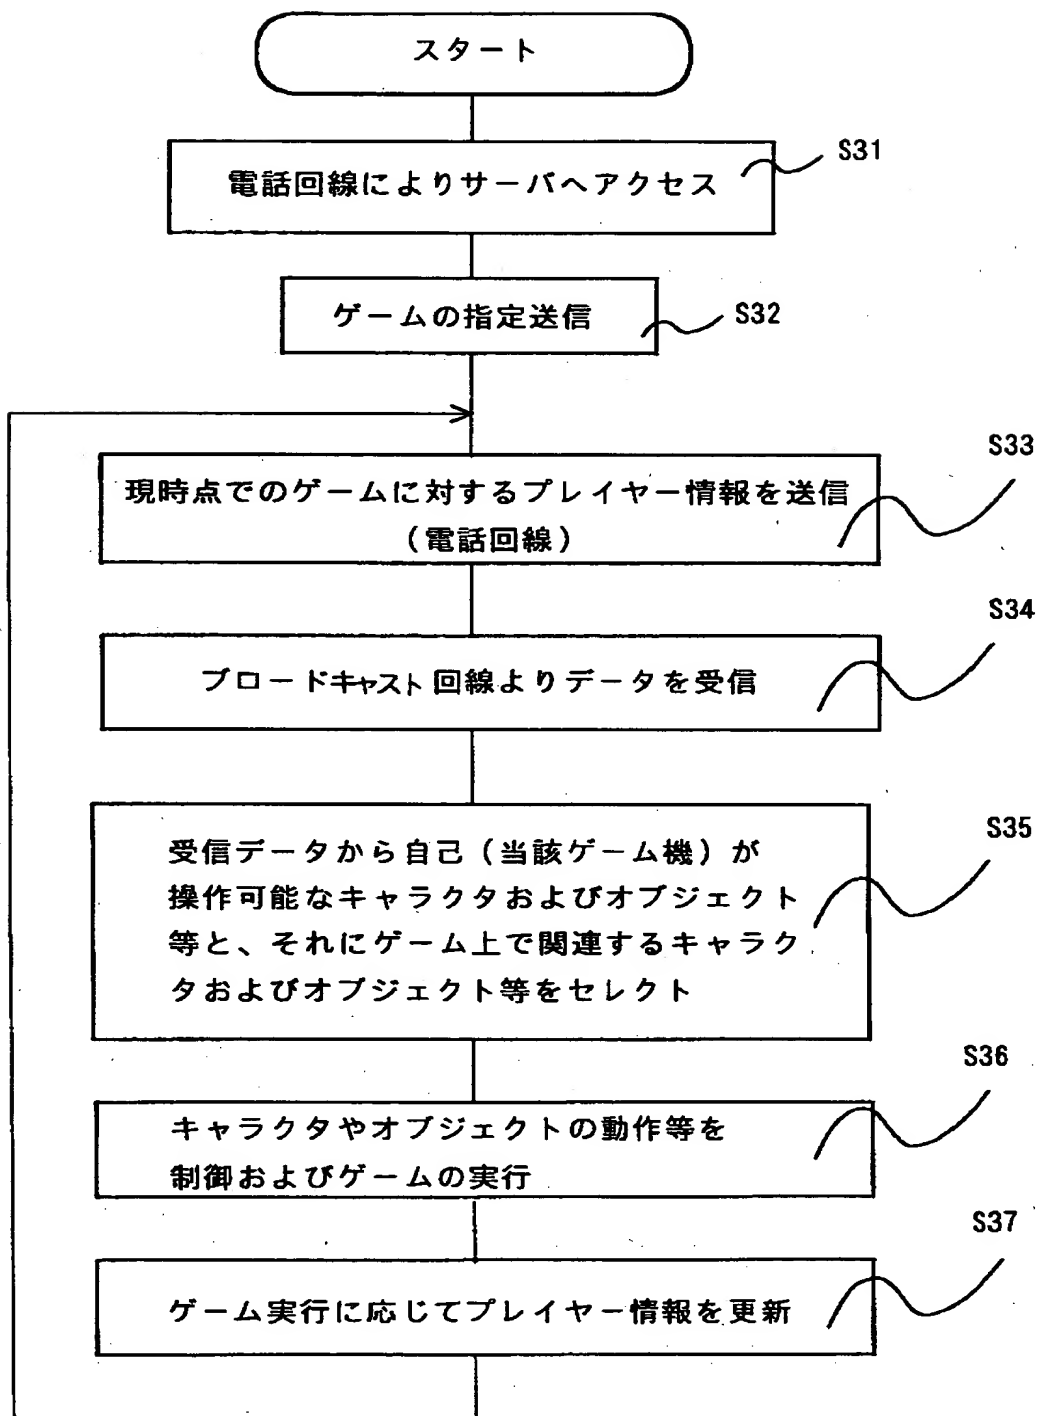 スタート
電話回線によりサーバへアクセス
S31
ゲームの指定送信
S32
現時点でのゲームに対するプレイヤー情報を送信
（電話回線）
S33
ブロードキャスト回線よりデータを受信
S34
受信データから自己（当該ゲーム機）が
操作可能なキャラクタおよびオブジェクト
等と、それにゲーム上で関連するキャラク
タおよびオブジェクト等をセレクト
S35
キャラクタやオブジェクトの動作等を
制御およびゲームの実行
S36
ゲーム実行に応じてプレイヤー情報を更新
S37